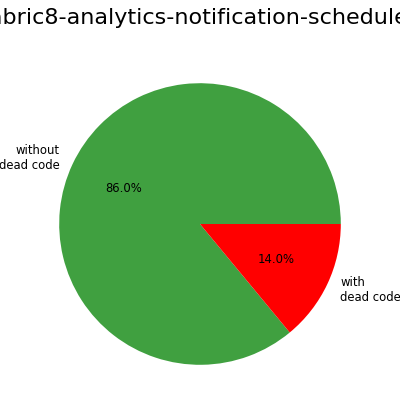 abric8-analytics-notification-schedule
without
dead code
86.0%
14.0%
with
dead code